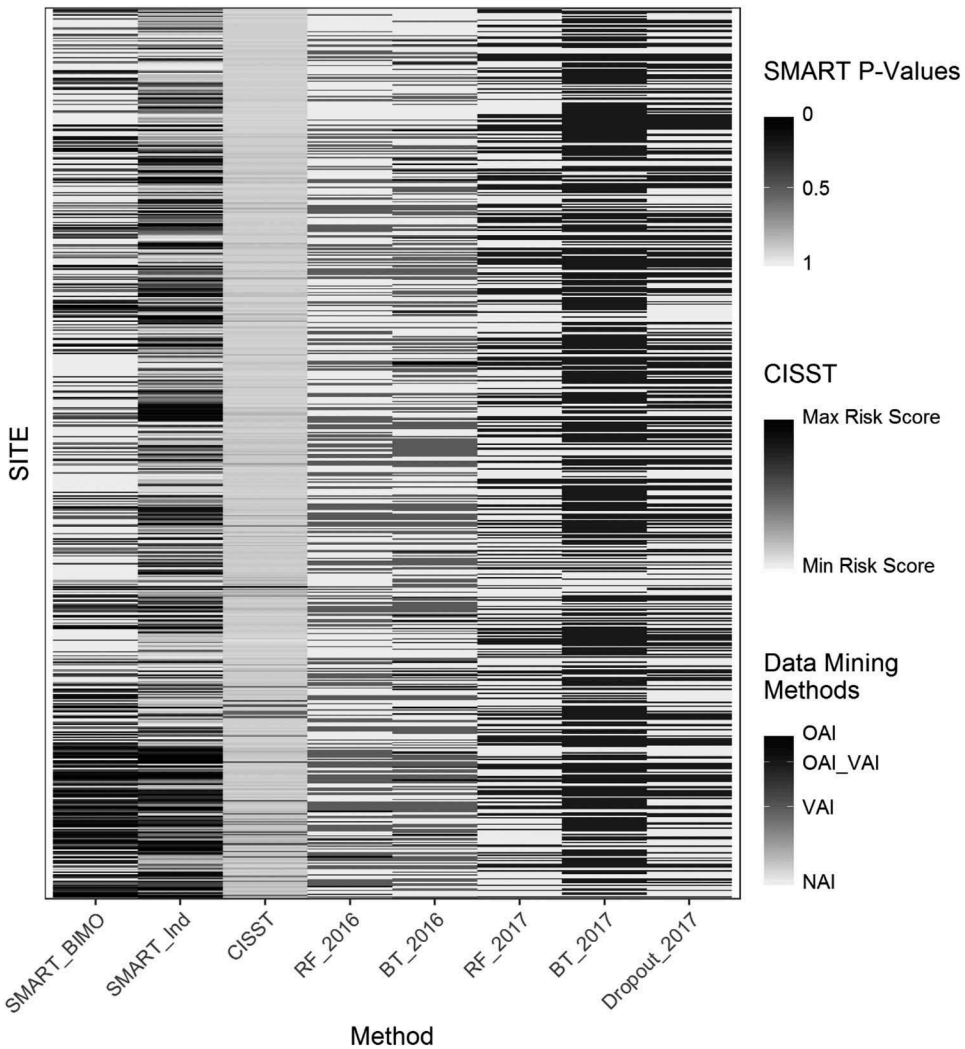 SMART P-Values
0
0.5
1
CISST
Max Risk Score
Min Risk Score
Data Mining
Methods
OAI
OAI_VAI
VAI
NAI
SITE
SMART_BIMO
SMART_Ind
CISST
RF_2016
BT_2016
RF_2017
BT_2017
Dropout_2017
Method